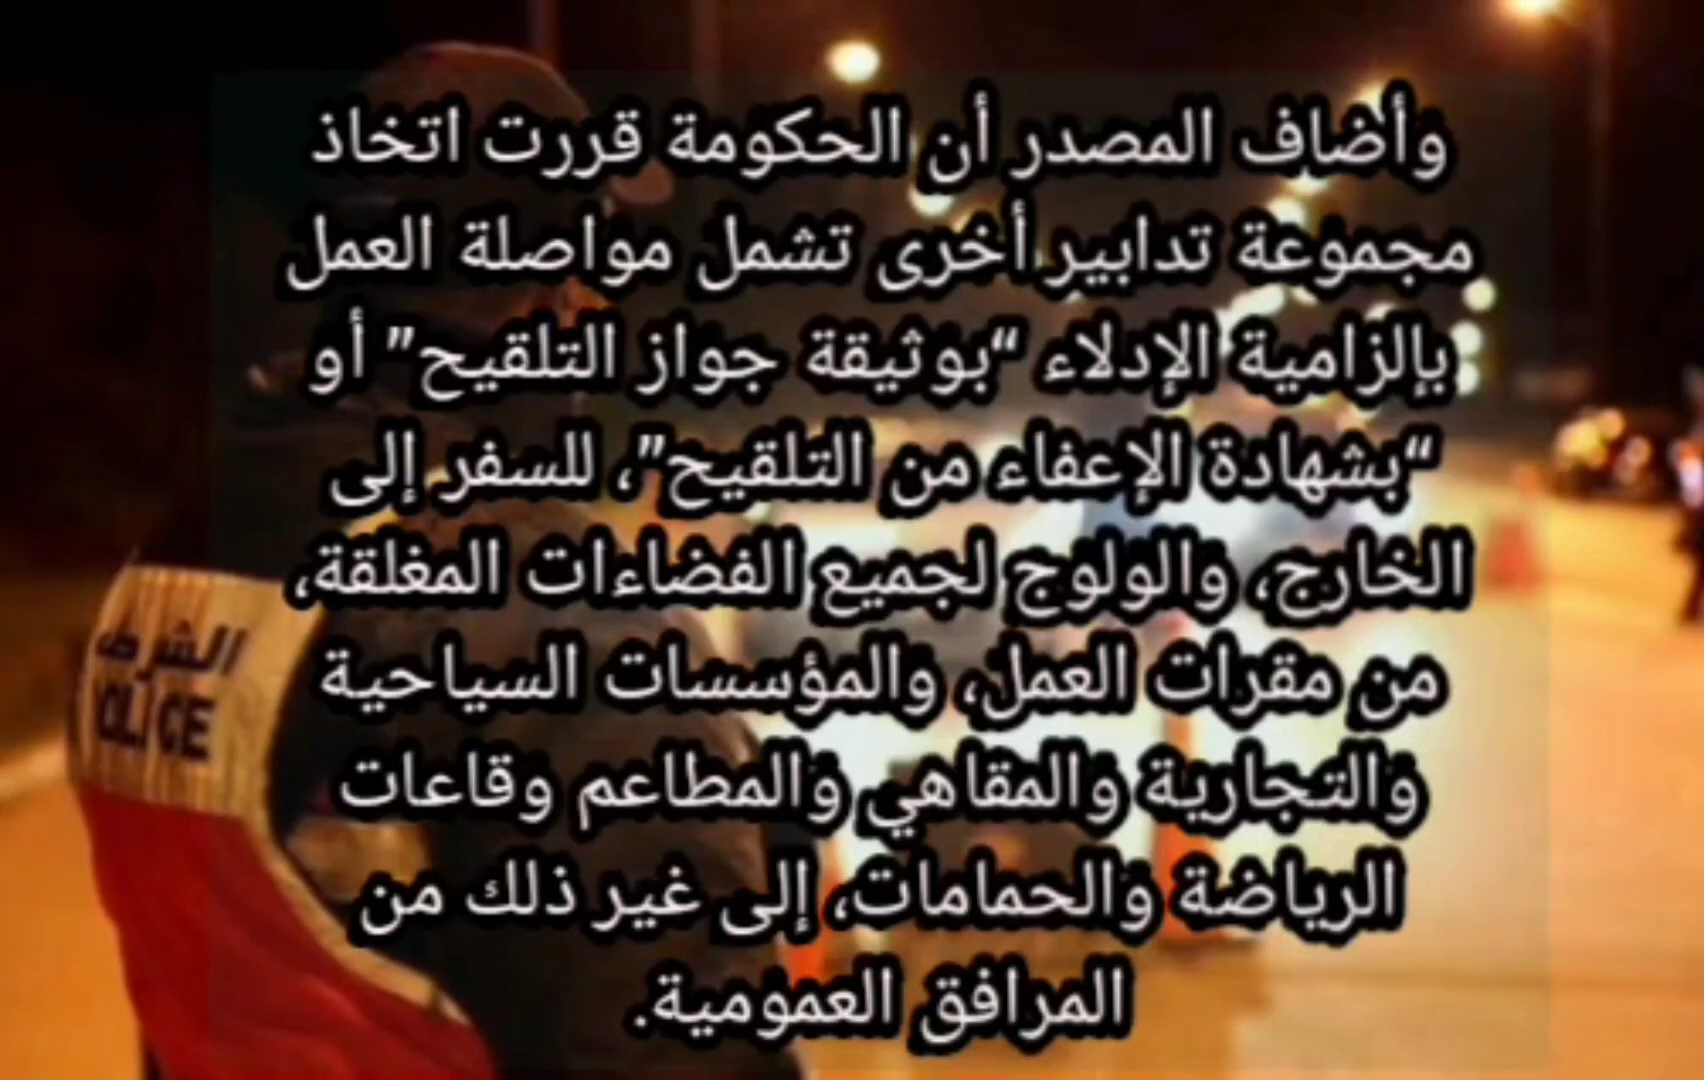 وأضاف المصدر أن الحكومة قررت اتخاذ
مجموعة تدابير أخرى تشمل مواصلة العمل
بإلزامية الإدلاء “بوثيقة جواز التلقيح” أو
“بشهادة الإعفاء من التلقيح”، للسفر إلى
الخارج، والولوج لجميع الفضاءات المغلقة،
من مقرات العمل، والمؤسسات السياحية
والتجارية والمقاهي والمطاعم وقاعات
الرياضة والحمامات، إلى غير ذلك من
المرافق العمومية.
الشرطة
POLICE